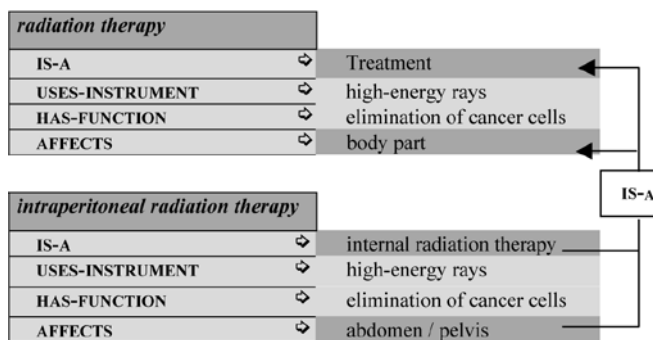 radiation therapy
IS-A ➪ Treatment
USES-INSTRUMENT ➪ high-energy rays
HAS-FUNCTION ➪ elimination of cancer cells
AFFECTS ➪ body part
IS-A
intraperitoneal radiation therapy
IS-A ➪ internal radiation therapy
USES-INSTRUMENT ➪ high-energy rays
HAS-FUNCTION ➪ elimination of cancer cells
AFFECTS ➪ abdomen / pelvis